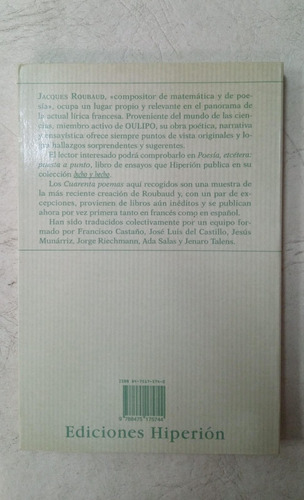 JACQUES ROUBAUD, «compositor de matemática y de poe-
sía», ocupa un lugar propio y relevante en el panorama de
la actual lírica francesa. Proveniente del mundo de las cien-
cias, miembro activo de OULIPO, su obra poética, narrativa
y ensayística ofrece siempre puntos de vista originales y lo-
gra hallazgos sorprendentes y sugerentes.
El lector interesado podrá comprobarlo en Poesía, etcétera:
puesta a punto, libro de ensayos que Hiperión publica en su
colección libros
Los Cuarenta poemas aquí recogidos son una muestra de
la más reciente creación de Roubaud y, con un par de ex-
cepciones, provienen de libros aún inéditos y se publican
ahora por vez primera tanto en francés como en español.
Han sido traducidos colectivamente por un equipo for-
mado por Francisco Castaño, José Luis del Castillo, Jesús
Munárriz, Jorge Riechmann, Ada Salas y Jenaro Talens.
9 788475 175744
Ediciones Hiperión